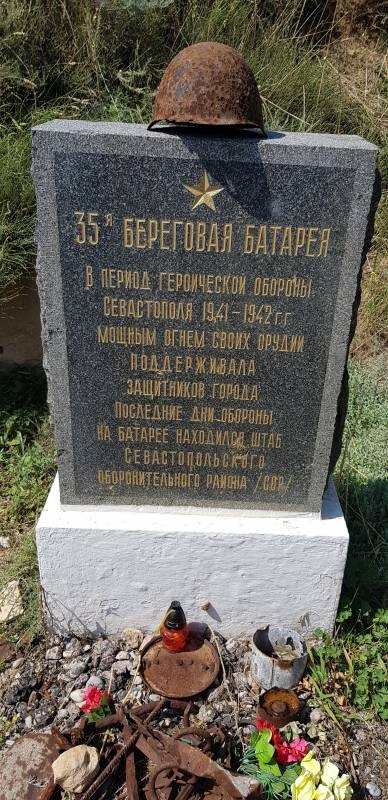 35я БЕРЕГОВАЯ БАТАРЕЯ
В ПЕРИОД ГЕРОИЧЕСКОЙ ОБОРОНЫ
СЕВАСТОПОЛЯ 1941-1942 г.г.
МОЩНЫМ ОГНЕМ СВОИХ ОРУДИЙ
ПОДДЕРЖИВАЛА
ЗАЩИТНИКОВ ГОРОДА
ПОСЛЕДНИЕ ДНИ ОБОРОНЫ
НА БАТАРЕЕ НАХОДИЛСЯ ШТАБ
СЕВАСТОПОЛЬСКОГО
ОБОРОНИТЕЛЬНОГО РАЙОНА /СОР/